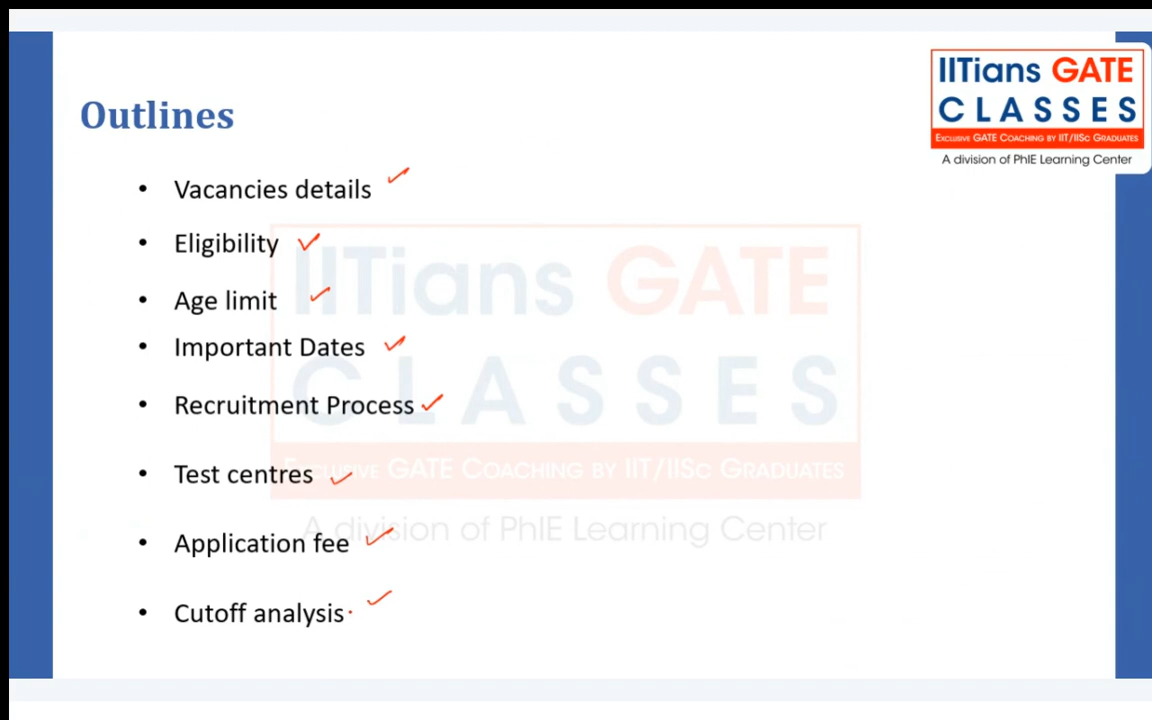 IITians GATE
CLASSES
EXCLUSIVE GATE COACHING BY IIT/IISC GRADUATES
A division of PhIE Learning Center
Outlines
• Vacancies details
• Eligibility
• Age limit
• Important Dates
• Recruitment Process
• Test centres
• Application fee
• Cutoff analysis
IITians GATE
CLASSES
EXCLUSIVE GATE COACHING BY IIT/IISC GRADUATES
A division of PhIE Learning Center